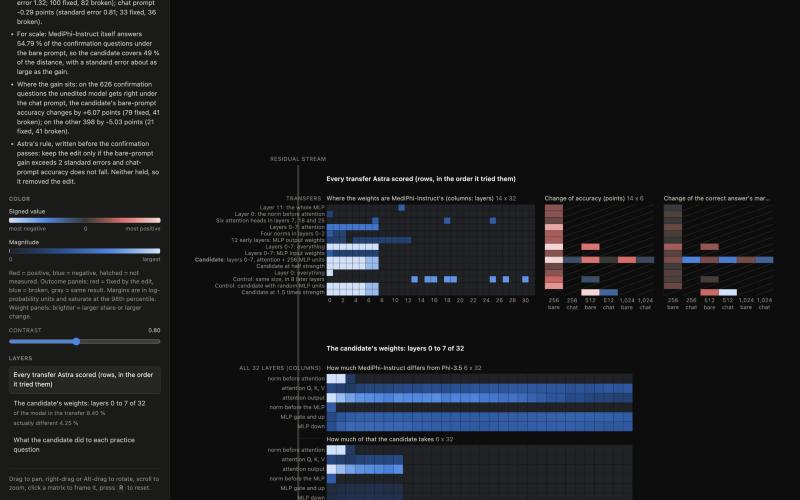 error 1.32; 100 fixed, 82 broken); chat prompt
-0.29 points (standard error 0.81; 33 fixed, 36
broken).
• For scale: MediPhi-Instruct itself answers
54.79 % of the confirmation questions under
the bare prompt, so the candidate covers 49 %
of the distance, with a standard error about as
large as the gain.
• Where the gain sits: on the 626 confirmation
questions the unedited model gets right under
the chat prompt, the candidate's bare-prompt
accuracy changes by +6.07 points (79 fixed, 41
broken); on the other 398 by -5.03 points (21
fixed, 41 broken).
• Astra's rule, written before the confirmation
passes: keep the edit only if the bare-prompt
gain exceeds 2 standard errors and chat-
prompt accuracy does not fall. Neither held, so
it removed the edit.
COLOR
Signed value
most negative 0 most positive
Magnitude
0 largest
Red = positive, blue = negative, hatched = not
measured. Outcome panels: red = fixed by the edit,
blue = broken, gray = same result. Margins are in log-
probability units and saturate at the 98th percentile.
Weight panels: brighter = larger share or larger
change.
CONTRAST 0.80
LAYERS
Every transfer Astra scored (rows, in the order
it tried them)
The candidate's weights: layers 0 to 7 of 32
of the model in the transfer 8.40 %
actually different 4.25 %
What the candidate did to each practice
question
Drag to pan, right-drag or Alt-drag to rotate, scroll to
zoom, click a matrix to frame it, press R to reset.
RESIDUAL STREAM
Every transfer Astra scored (rows, in the order it tried them)
TRANSFERS Where the weights are MediPhi-Instruct's (columns: layers) 14 x 32 Change of accuracy (points) 14 x 6 Change of the correct answer's mar...
Layer 11: the whole MLP
Layer 0: the norm before attention
Six attention heads in layers 7, 18 and 25
Layers 0-7: attention
Four norms in layers 0-2
12 early layers: MLP output weights
Layers 0-7: everything
Layers 0-7: MLP input weights
Candidate: layers 0-7, attention + 256 MLP units
Candidate at half strength
Layer 0: everything
Control: same size, in 8 later layers
Control: candidate with random MLP units
Candidate at 1.5 times strength
0 2 4 6 8 10 12 14 16 18 20 22 24 26 28 30
256 256 512 512 1,024 1,024 256 256 512 512 1,024 1,024
bare chat bare chat bare chat bare chat bare chat bare chat
The candidate's weights: layers 0 to 7 of 32
ALL 32 LAYERS (COLUMNS) How much MediPhi-Instruct differs from Phi-3.5 6 x 32
norm before attention
attention Q, K, V
attention output
norm before the MLP
MLP gate and up
MLP down
How much of that the candidate takes 6 x 32
norm before attention
attention Q, K, V
attention output
norm before the MLP
MLP gate and up
MLP down